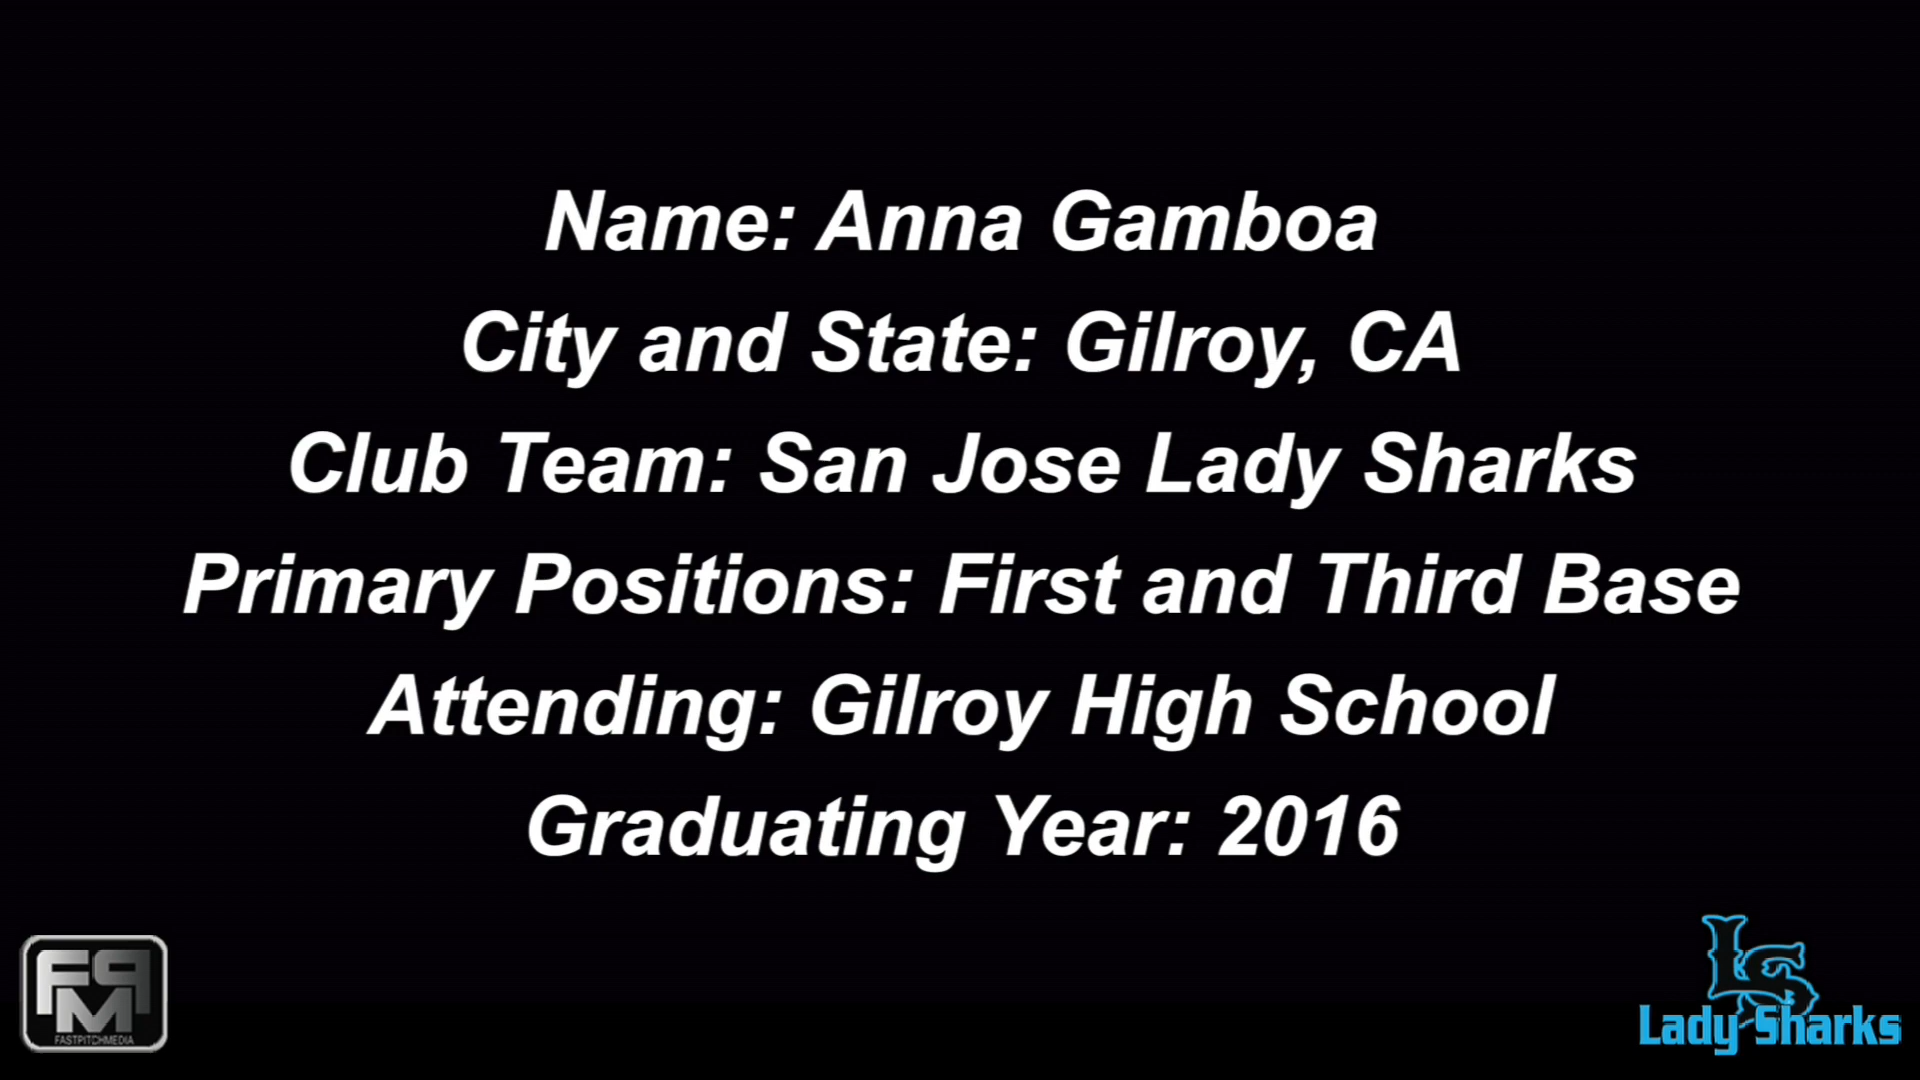 Name: Anna Gamboa
City and State: Gilroy, CA
Club Team: San Jose Lady Sharks
Primary Positions: First and Third Base
Attending: Gilroy High School
Graduating Year: 2016
FPM
FASTPITCHMEDIA
LS
Lady Sharks